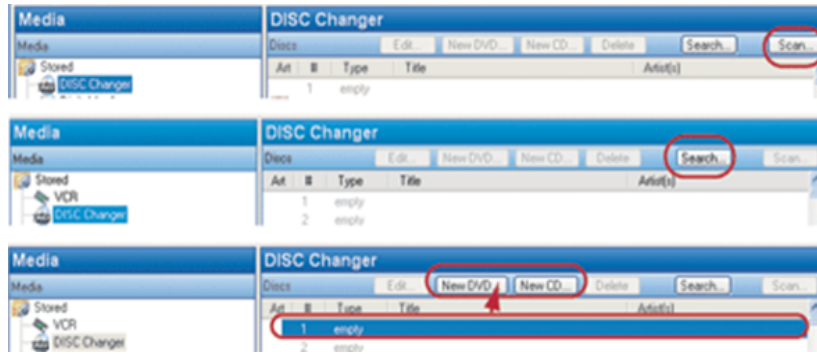 Media DISC Changer
Media Discs Edit... New DVD... New CD... Delete Search... Scan...
Stored Art # Type Title Artist(s)
DISC Changer 1 empty
Media DISC Changer
Media Discs Edit... New DVD... New CD... Delete Search... Scan...
Stored Art # Type Title Artist(s)
VCR 1 empty
DISC Changer 2 empty
Media DISC Changer
Media Discs Edit... New DVD... New CD... Delete Search... Scan...
Stored Art # Type Title Artist(s)
VCR 1 empty
DISC Changer 2 empty